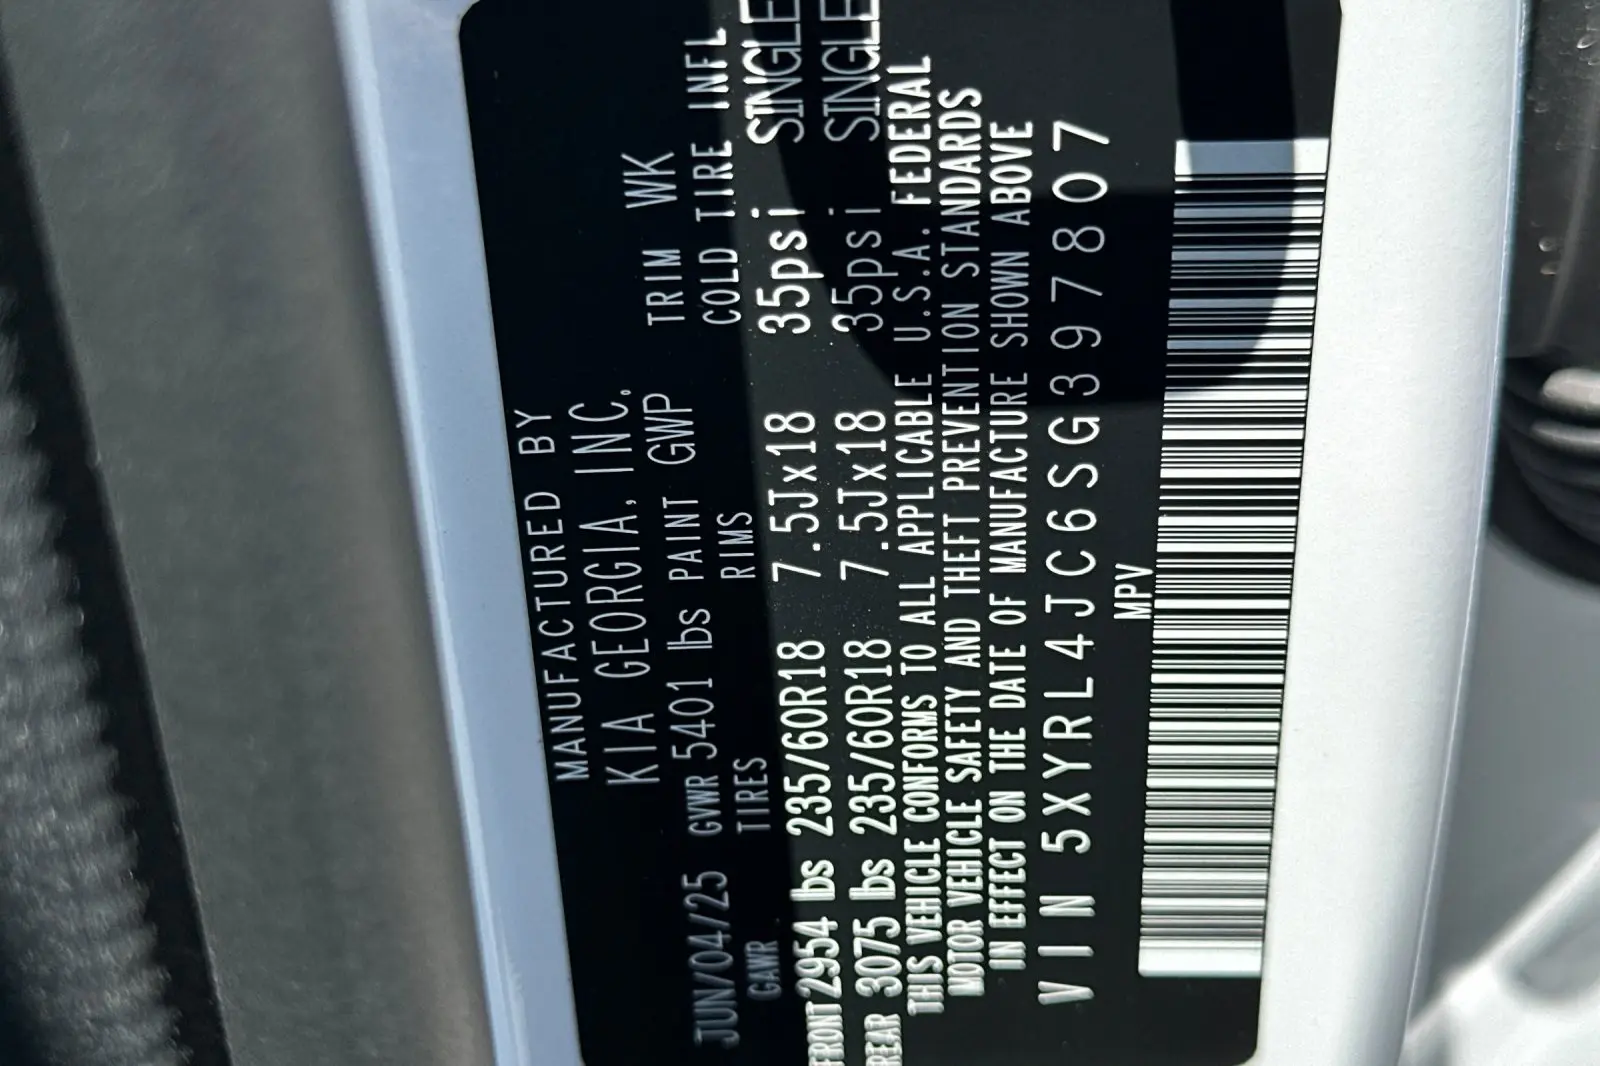 MANUFACTURED BY
KIA GEORGIA, INC.
TRIM WK
JUN/04/25 GVWR 5401 lbs PAINT GWP
GAWR TIRES RIMS COLD TIRE INFL
FRONT 2954 lbs 235/60R18 7.5Jx18 35psi SINGLE
REAR 3075 lbs 235/60R18 7.5Jx18 35psi SINGLE
THIS VEHICLE CONFORMS TO ALL APPLICABLE U.S.A. FEDERAL
MOTOR VEHICLE SAFETY AND THEFT PREVENTION STANDARDS
IN EFFECT ON THE DATE OF MANUFACTURE SHOWN ABOVE
VIN 5XYRL4JC6SG397807
MPV